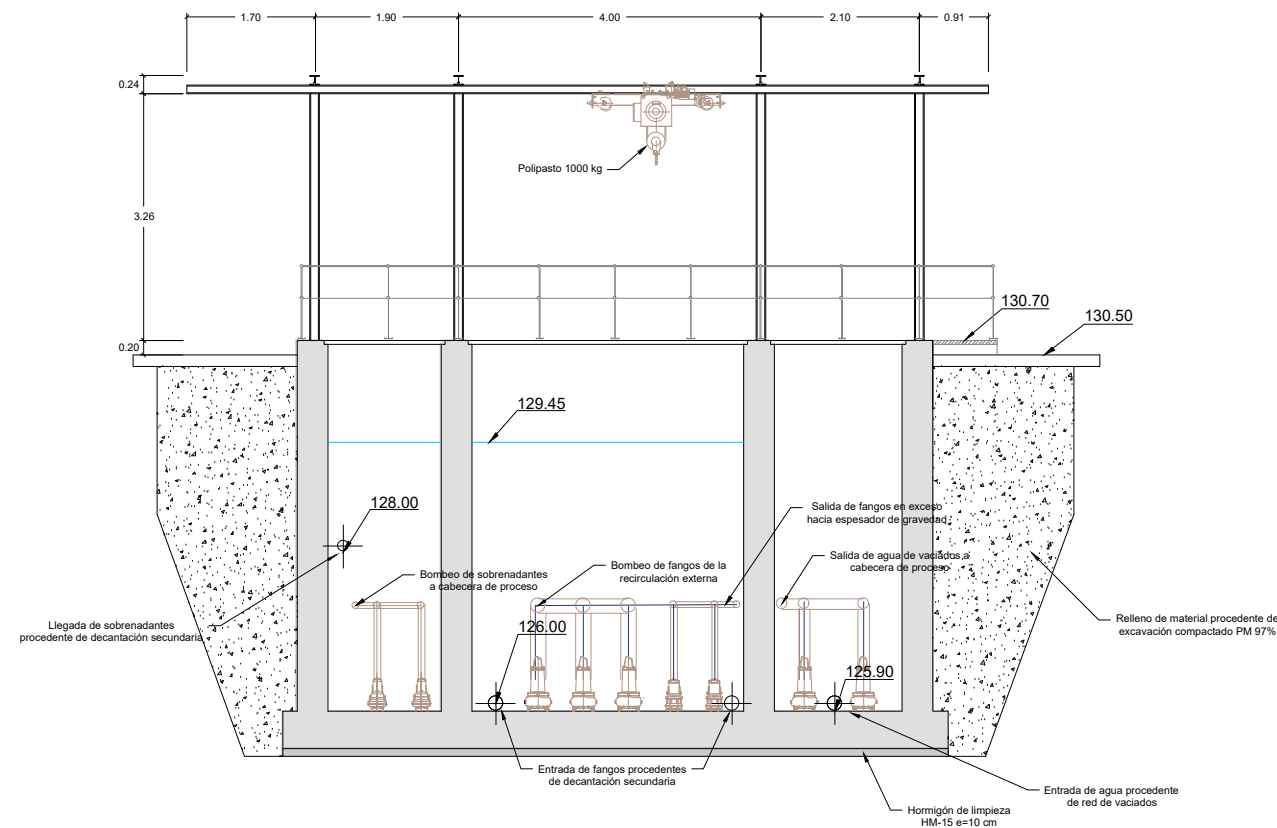 1.70
1.90
4.00
2.10
0.91
0.24
Polipasto 1000 kg
3.26
130.70
130.50
0.20
129.45
128.00
Salida de fangos en exceso
hacia espesador de gravedad
Bombeo de sobrenadantes
a cabecera de proceso
Bombeo de fangos de la
recirculación externa
Salida de agua de vaciados a
cabecera de proceso
Llegada de sobrenadantes
procedente de decantación secundaria
126.00
Relleno de material procedente de
excavación compactado PM 97%
125.90
Entrada de fangos procedentes
de decantación secundaria
Entrada de agua procedente
de red de vaciados
Hormigón de limpieza
HM-15 e=10 cm